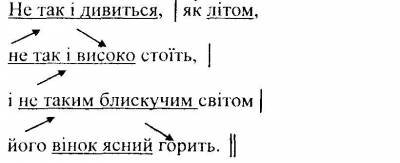 Не так і дивиться, | як літом,
не так і високо стоїть, |
і не таким блискучим світом |
його вінок ясний горить. ||